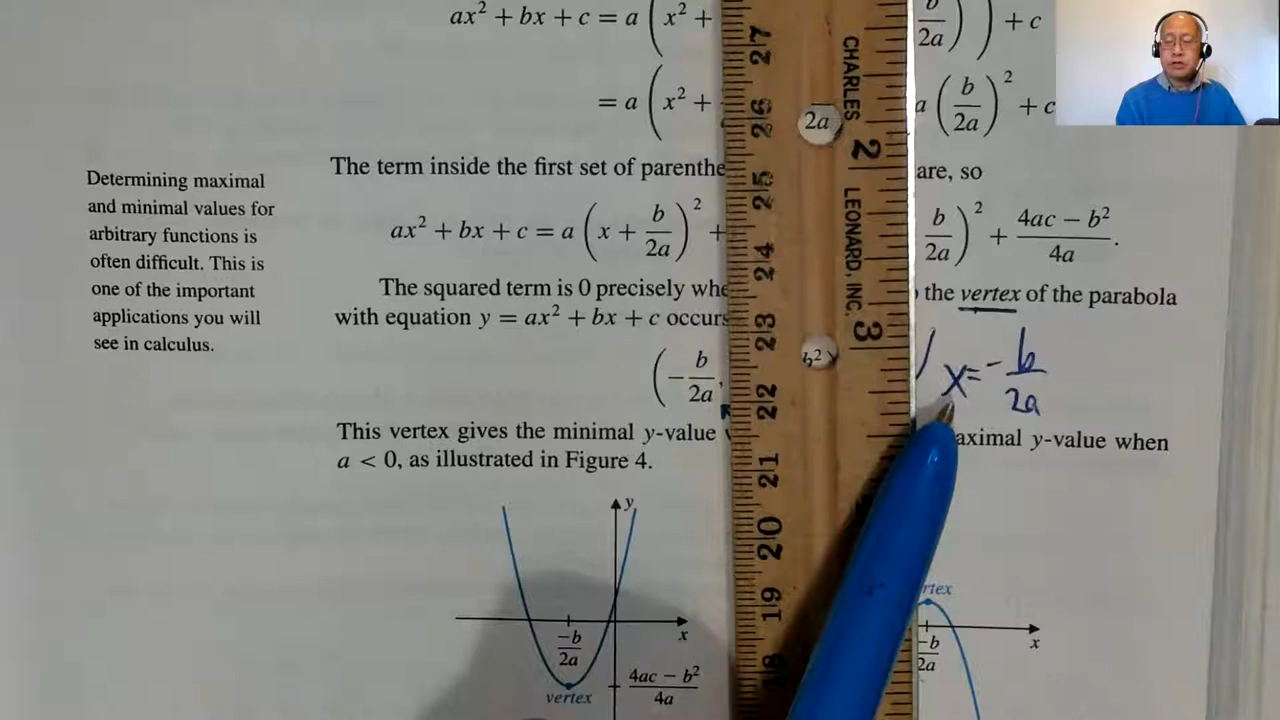 ax² + bx + c = a ( x² +
b/2a ) ) + c
= a ( x² +
2a
a ( b/2a )² + c
The term inside the first set of parenthe
are, so
ax² + bx + c = a ( x + b/2a )² +
b/2a )² + (4ac − b²)/4a .
The squared term is 0 precisely whe
the vertex of the parabola
with equation y = ax² + bx + c occurs
( − b/2a ,
b²
)
x = - b/2a
This vertex gives the minimal y-value
aximal y-value when
a < 0, as illustrated in Figure 4.
Determining maximal
and minimal values for
arbitrary functions is
often difficult. This is
one of the important
applications you will
see in calculus.
y
x
−b/2a
vertex
(4ac − b²)/4a
rtex
x
−b/2a
CHARLES LEONARD, INC.
2
3
27
26
25
24
23
22
21
20
19
18